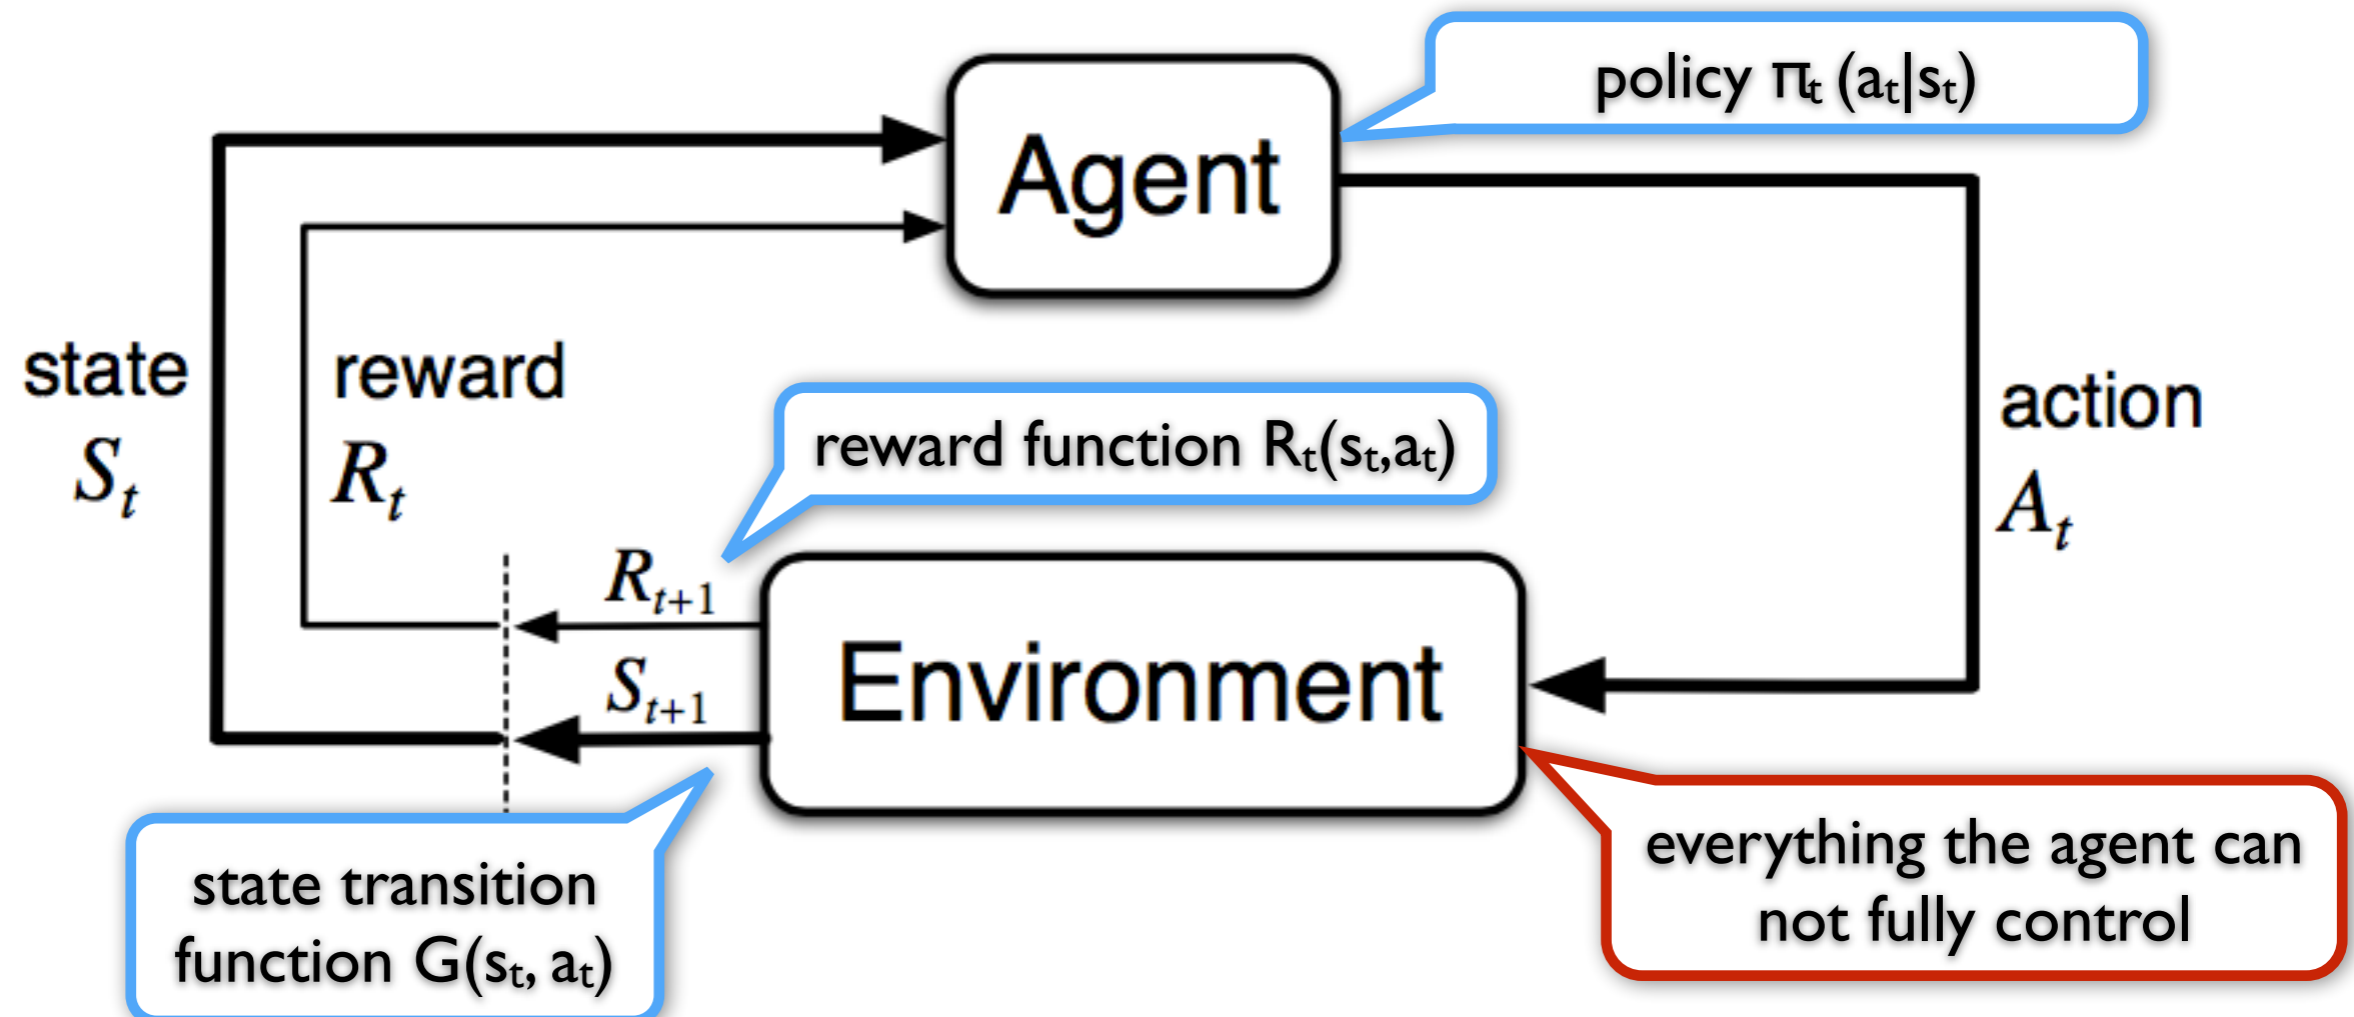 policy πt (at|st)
Agent
state
St
reward
Rt
reward function Rt(st,at)
action
At
Rt+1
St+1
Environment
state transition
function G(st, at)
everything the agent can
not fully control